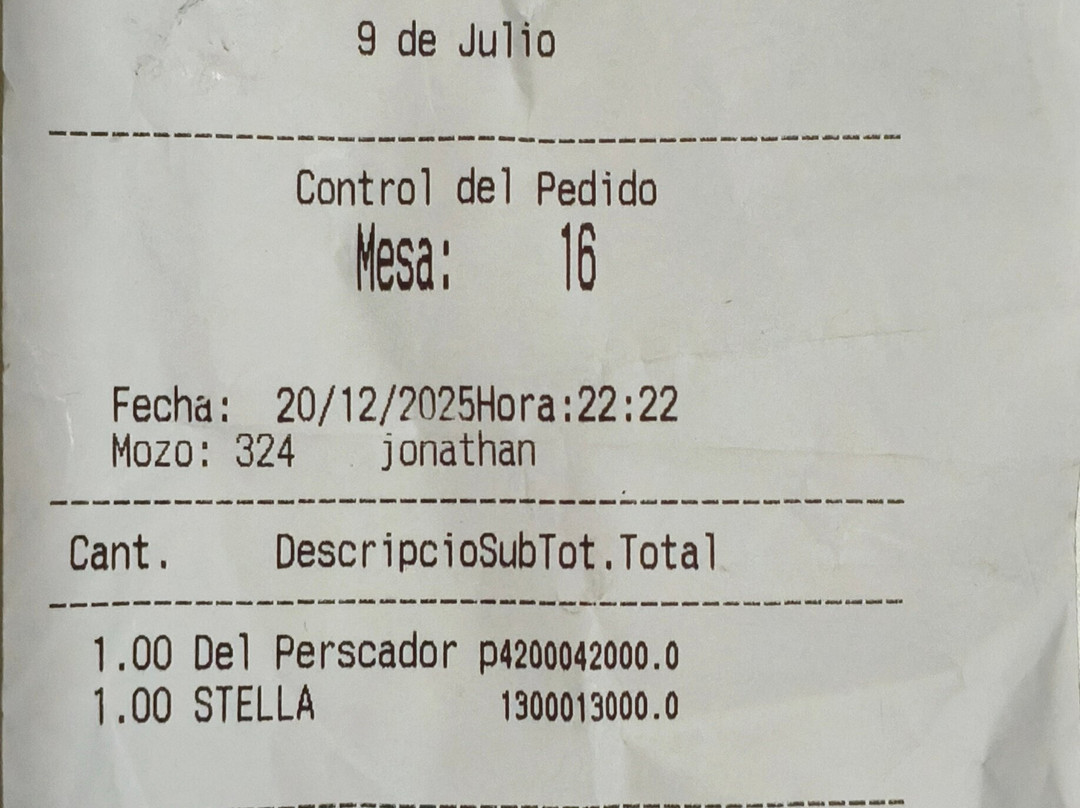 9 de Julio
Control del Pedido
Mesa: 16
Fecha: 20/12/2025Hora:22:22
Mozo: 324 jonathan
Cant. DescripcioSubTot.Total
1.00 Del Perscador p4200042000.0
1.00 STELLA 1300013000.0